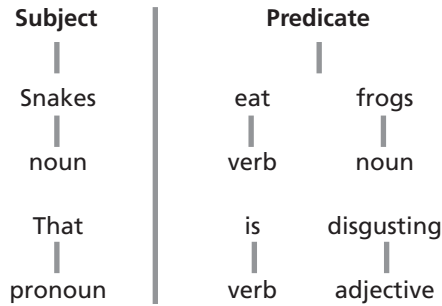 Subject Predicate
Snakes eat frogs
noun verb noun
That is disgusting
pronoun verb adjective